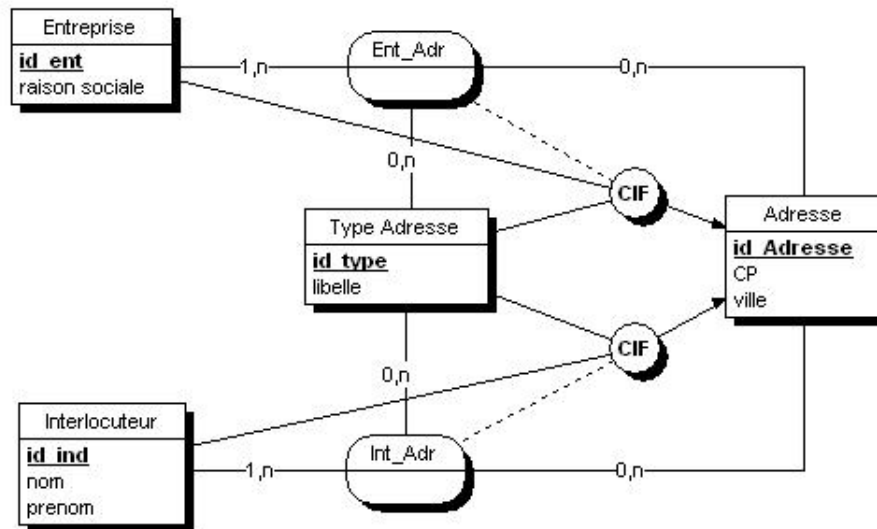 Entreprise
id_ent
raison sociale
1,n
Ent_Adr
0,n
0,n
CIF
Type Adresse
id_type
libelle
Adresse
id_Adresse
CP
ville
CIF
0,n
Interlocuteur
id_ind
nom
prenom
1,n
Int_Adr
0,n